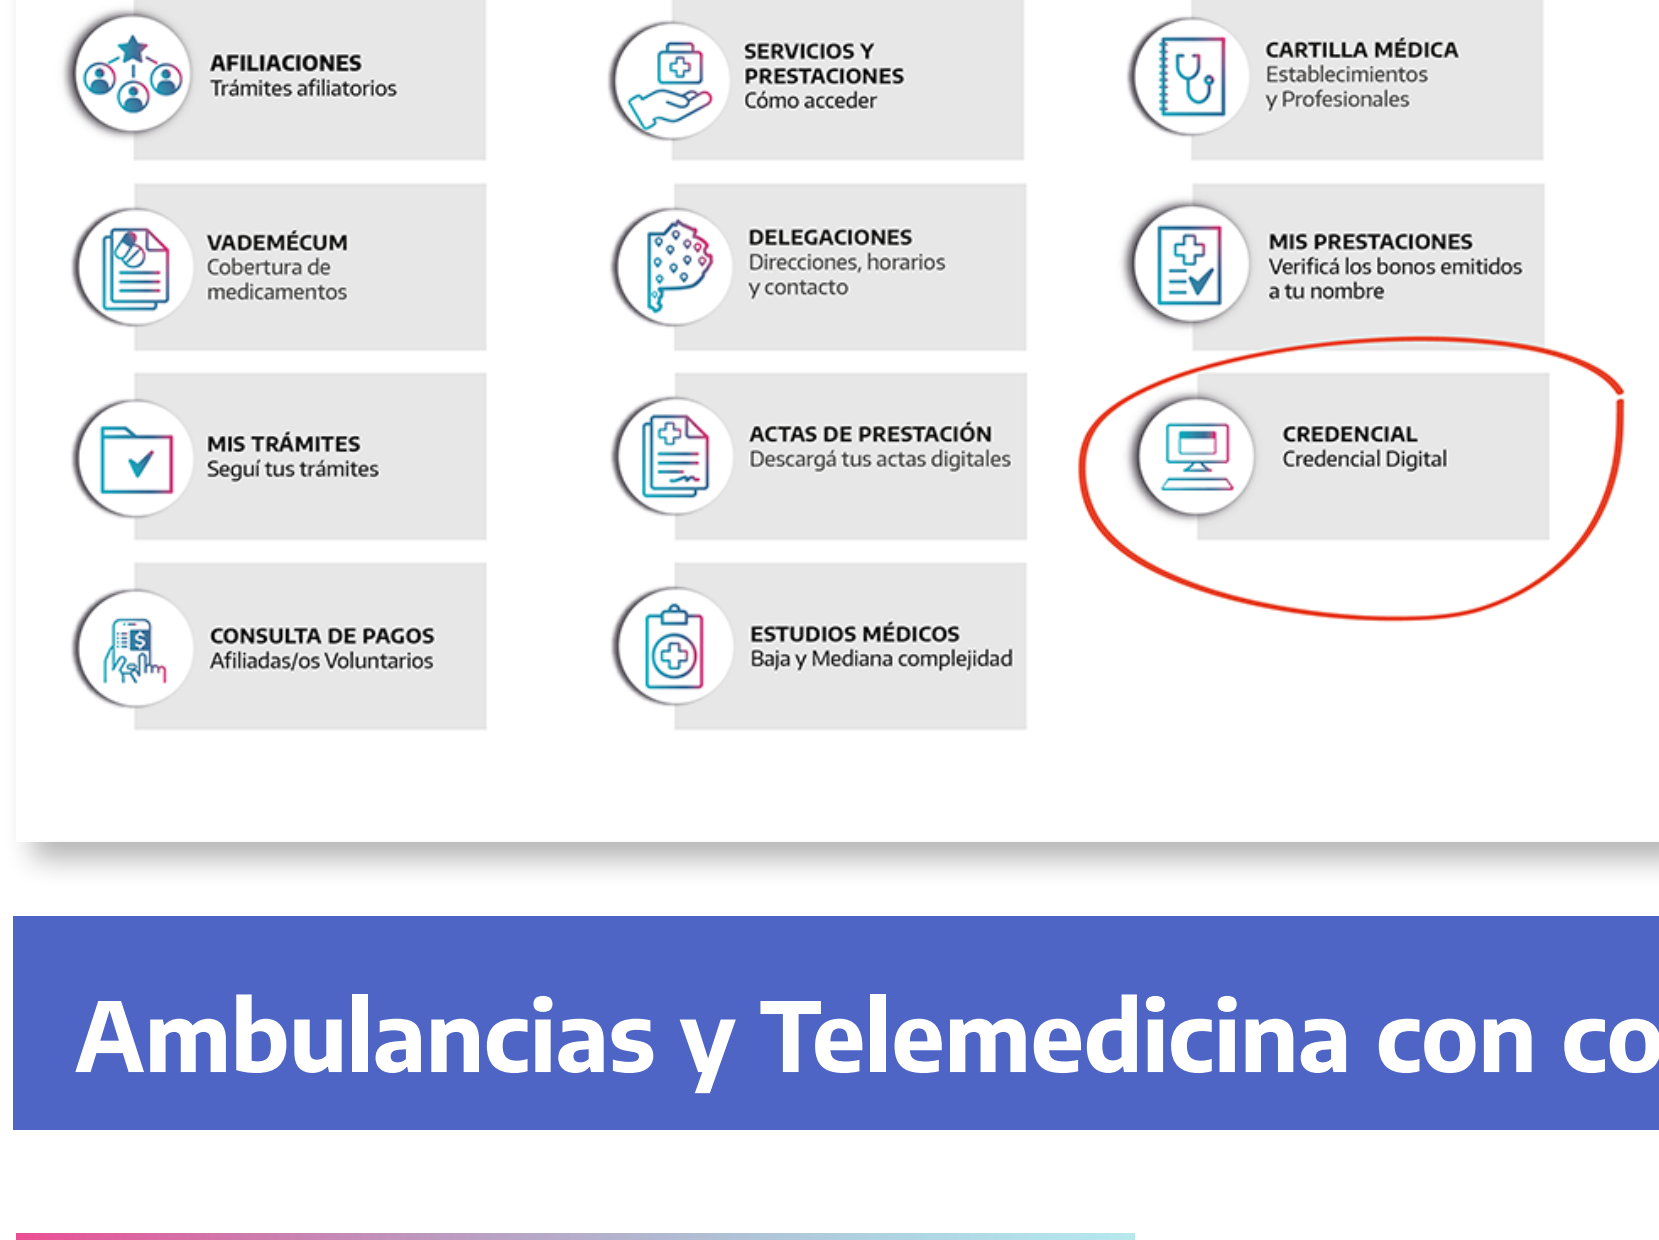 AFILIACIONES
Trámites afiliatorios
SERVICIOS Y
PRESTACIONES
Cómo acceder
CARTILLA MÉDICA
Establecimientos
y Profesionales
VADEMÉCUM
Cobertura de
medicamentos
DELEGACIONES
Direcciones, horarios
y contacto
MIS PRESTACIONES
Verificá los bonos emitidos
a tu nombre
MIS TRÁMITES
Seguí tus trámites
ACTAS DE PRESTACIÓN
Descargá tus actas digitales
CREDENCIAL
Credencial Digital
CONSULTA DE PAGOS
Afiliadas/os Voluntarios
ESTUDIOS MÉDICOS
Baja y Mediana complejidad
Ambulancias y Telemedicina con co